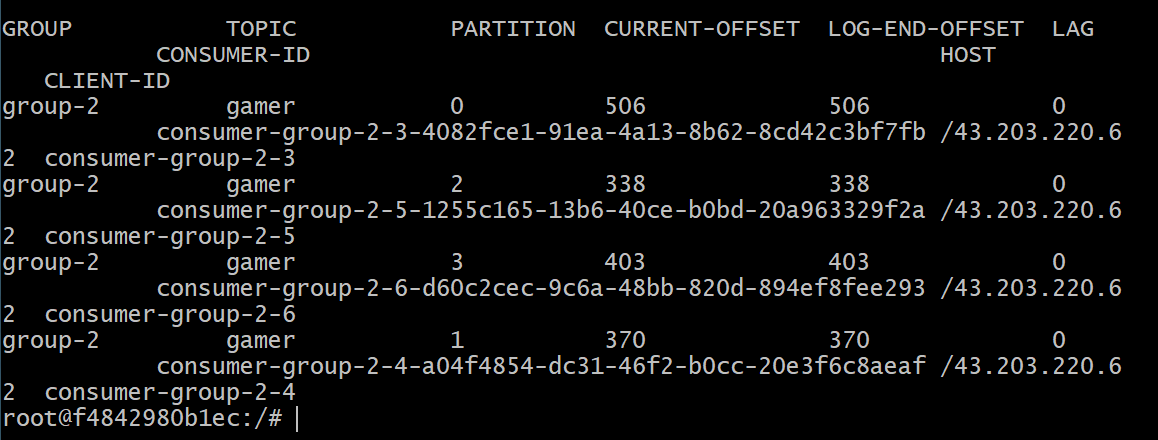 GROUP TOPIC PARTITION CURRENT-OFFSET LOG-END-OFFSET LAG
CONSUMER-ID HOST
CLIENT-ID
group-2 gamer 0 506 506 0
consumer-group-2-3-4082fce1-91ea-4a13-8b62-8cd42c3bf7fb /43.203.220.6
2 consumer-group-2-3
group-2 gamer 2 338 338 0
consumer-group-2-5-1255c165-13b6-40ce-b0bd-20a963329f2a /43.203.220.6
2 consumer-group-2-5
group-2 gamer 3 403 403 0
consumer-group-2-6-d60c2cec-9c6a-48bb-820d-894ef8fee293 /43.203.220.6
2 consumer-group-2-6
group-2 gamer 1 370 370 0
consumer-group-2-4-a04f4854-dc31-46f2-b0cc-20e3f6c8aeaf /43.203.220.6
2 consumer-group-2-4
root@f4842980b1ec:/#